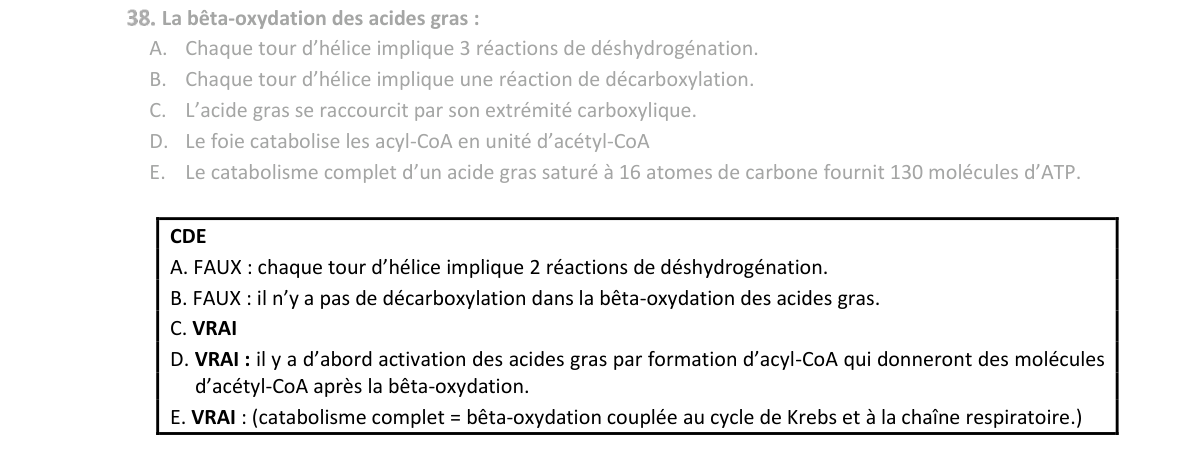 38. La bêta-oxydation des acides gras :
A. Chaque tour d’hélice implique 3 réactions de déshydrogénation.
B. Chaque tour d’hélice implique une réaction de décarboxylation.
C. L’acide gras se raccourcit par son extrémité carboxylique.
D. Le foie catabolise les acyl-CoA en unité d’acétyl-CoA
E. Le catabolisme complet d’un acide gras saturé à 16 atomes de carbone fournit 130 molécules d’ATP.
CDE
A. FAUX : chaque tour d’hélice implique 2 réactions de déshydrogénation.
B. FAUX : il n’y a pas de décarboxylation dans la bêta-oxydation des acides gras.
C. VRAI
D. VRAI : il y a d’abord activation des acides gras par formation d’acyl-CoA qui donneront des molécules
d’acétyl-CoA après la bêta-oxydation.
E. VRAI : (catabolisme complet = bêta-oxydation couplée au cycle de Krebs et à la chaîne respiratoire.)